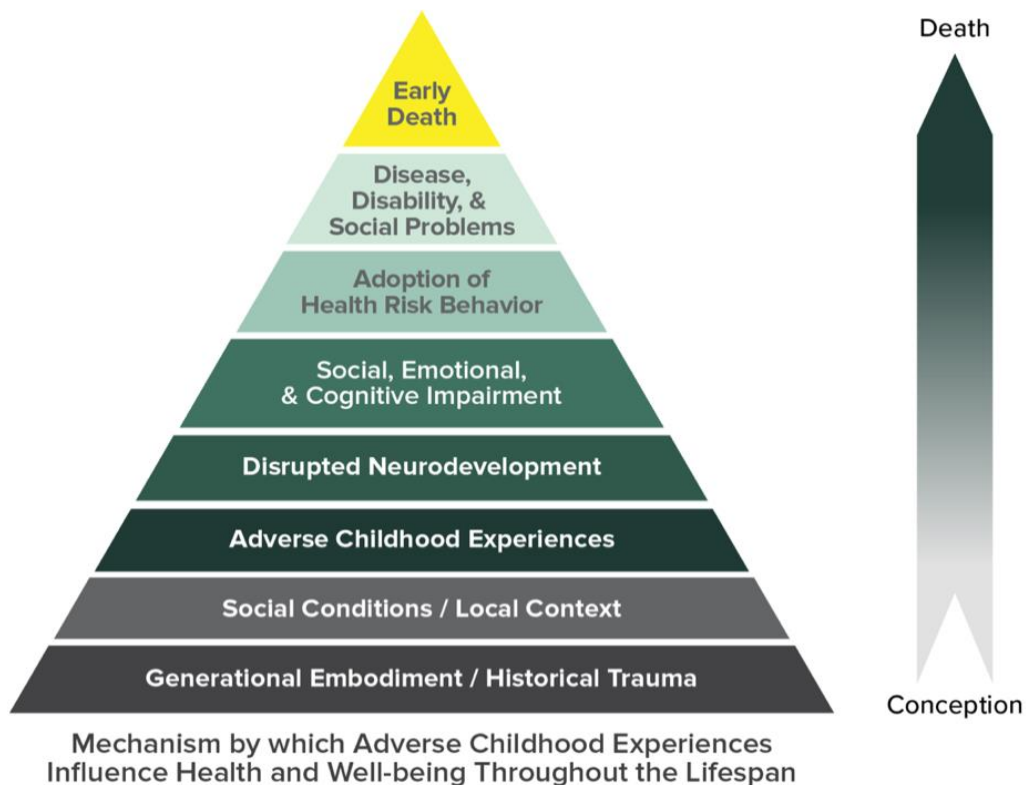 Death
Early
Death
Disease,
Disability, &
Social Problems
Adoption of
Health Risk Behavior
Social, Emotional,
& Cognitive Impairment
Disrupted Neurodevelopment
Adverse Childhood Experiences
Social Conditions / Local Context
Generational Embodiment / Historical Trauma
Conception
Mechanism by which Adverse Childhood Experiences
Influence Health and Well-being Throughout the Lifespan